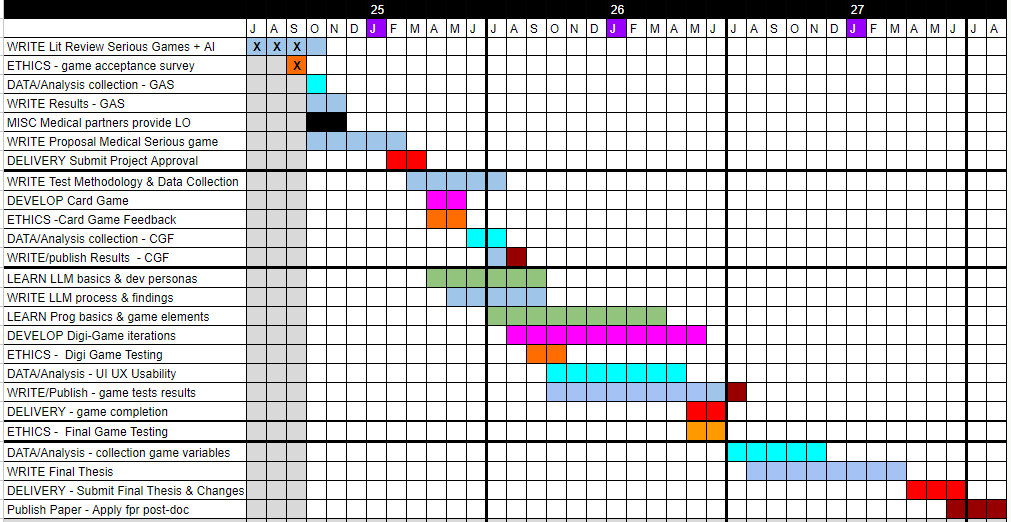 25 26 27
J A S O N D J F M A M J J A S O N D J F M A M J J A S O N D J F M A M J J A
WRITE Lit Review Serious Games + AI X X X
ETHICS - game acceptance survey X
DATA/Analysis collection - GAS
WRITE Results - GAS
MISC Medical partners provide LO
WRITE Proposal Medical Serious game
DELIVERY Submit Project Approval
WRITE Test Methodology & Data Collection
DEVELOP Card Game
ETHICS -Card Game Feedback
DATA/Analysis collection - CGF
WRITE/publish Results - CGF
LEARN LLM basics & dev personas
WRITE LLM process & findings
LEARN Prog basics & game elements
DEVELOP Digi-Game iterations
ETHICS - Digi Game Testing
DATA/Analysis - UI UX Usability
WRITE/Publish - game tests results
DELIVERY - game completion
ETHICS - Final Game Testing
DATA/Analysis - collection game variables
WRITE Final Thesis
DELIVERY - Submit Final Thesis & Changes
Publish Paper - Apply fpr post-doc